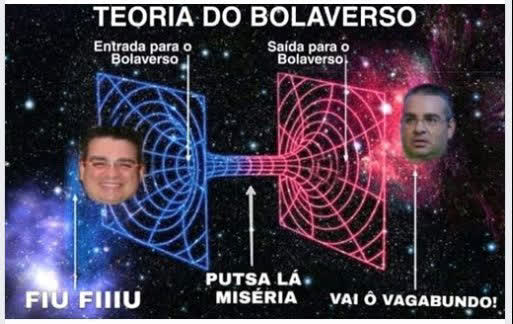 TEORIA DO BOLAVERSO
Entrada para o
Bolaverso
Saída para o
Bolaverso
FIU FIIIU
PUTSA LÁ
MISÉRIA
VAI Ô VAGABUNDO!